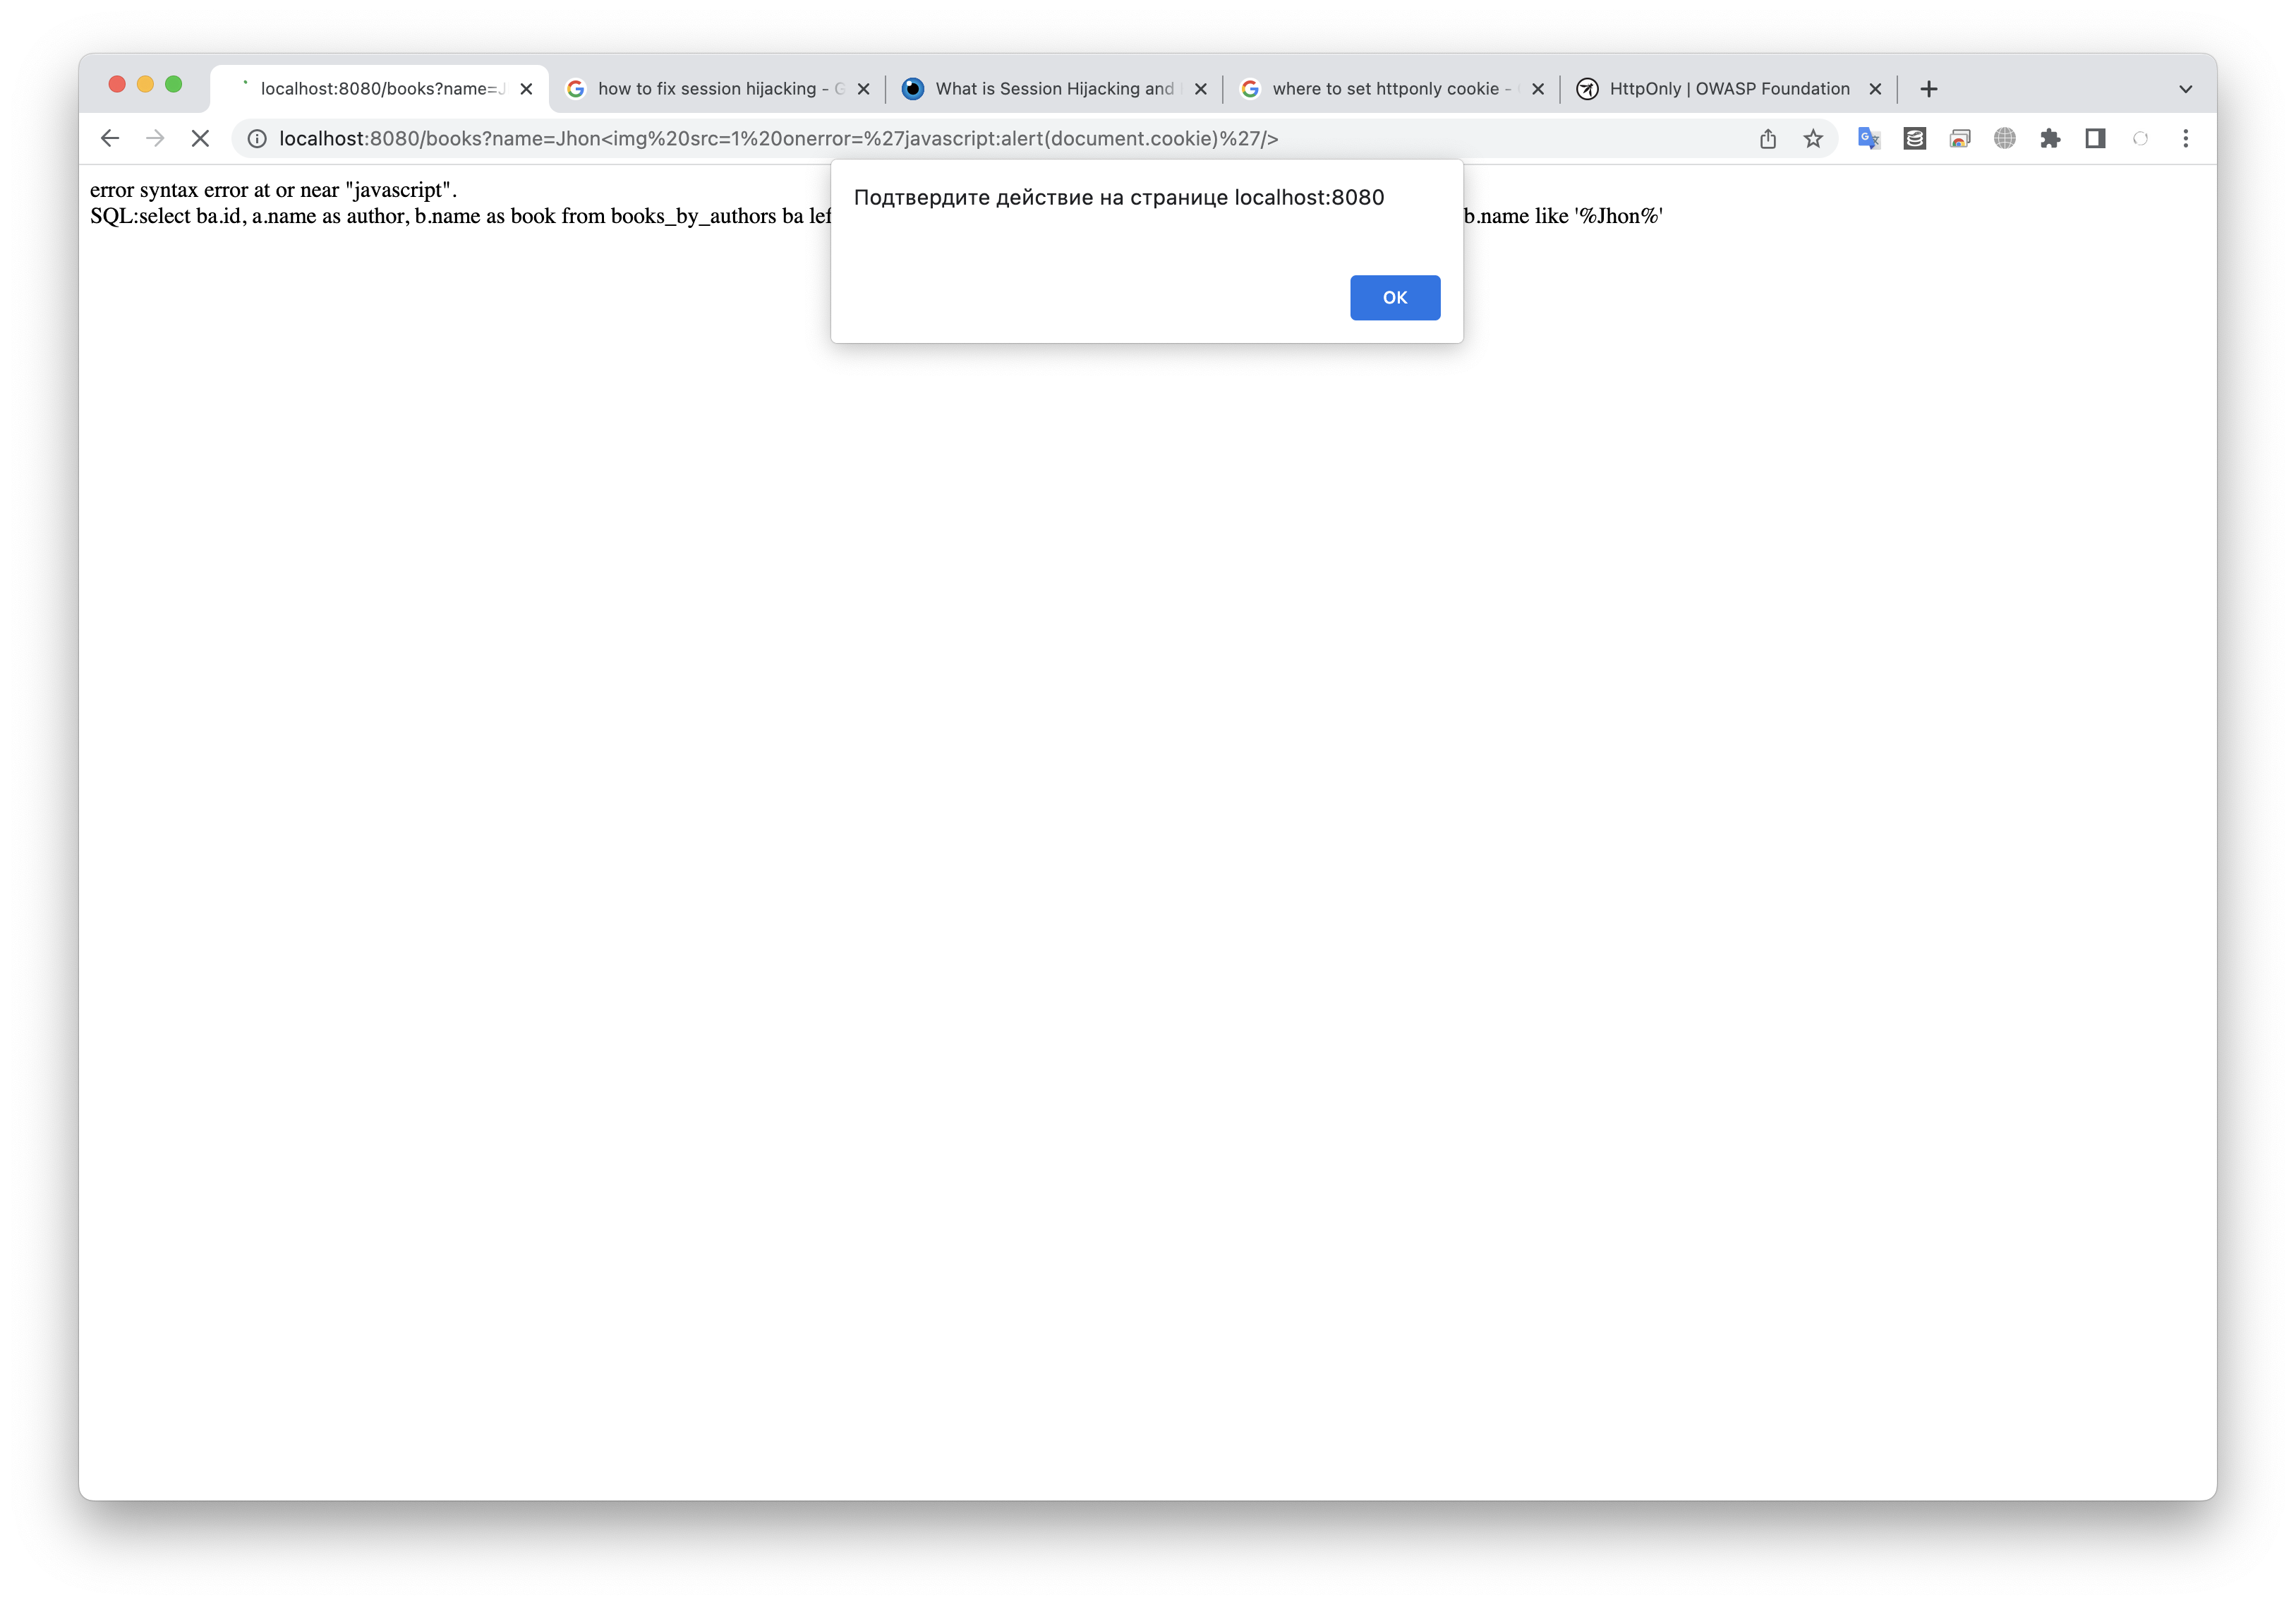 localhost:8080/books?name=J
how to fix session hijacking - G
What is Session Hijacking and
where to set httponly cookie -
HttpOnly | OWASP Foundation
localhost:8080/books?name=Jhon<img%20src=1%20onerror=%27javascript:alert(document.cookie)%27/>
error syntax error at or near "javascript".
SQL:select ba.id, a.name as author, b.name as book from books_by_authors ba lef b.name like '%Jhon%'
Подтвердите действие на странице localhost:8080
OK